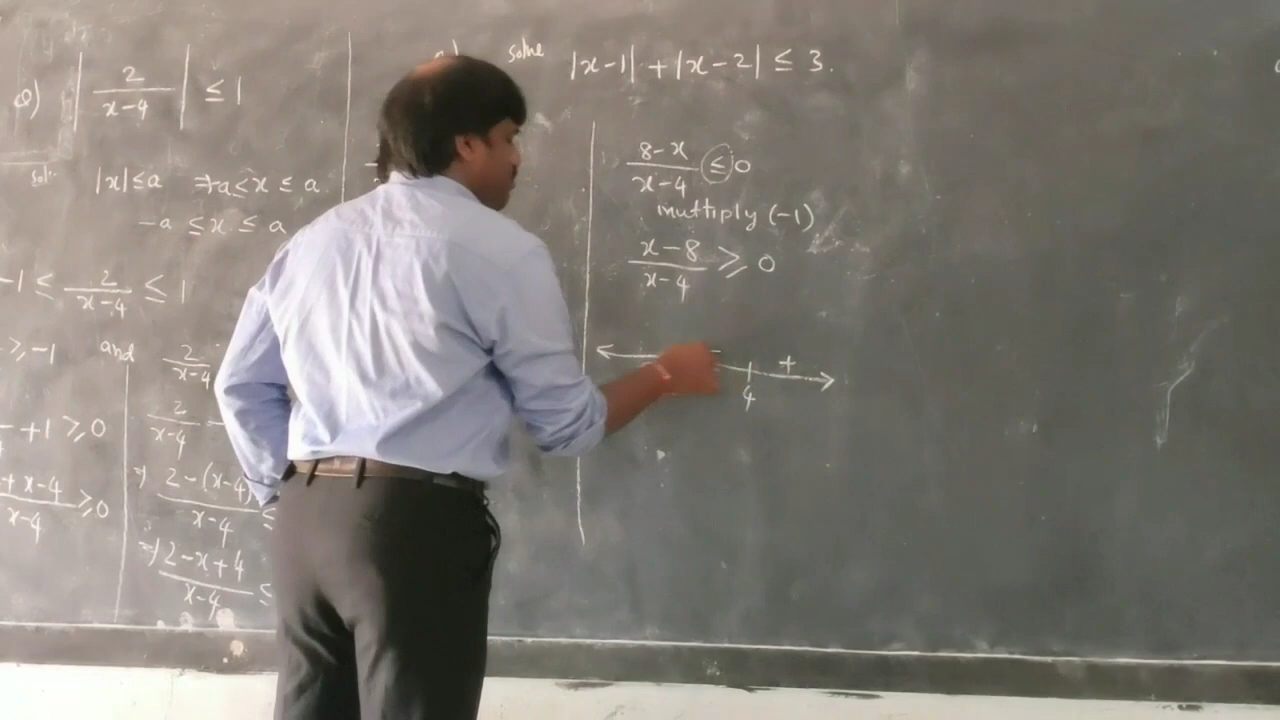 Q) | 2/(x-4) | ≤ 1
sol:
|x| ≤ a ⇒ -a < x ≤ a
-a ≤ x ≤ a
-1 ≤ 2/(x-4) ≤ 1
≥ -1 and 2/(x-4)
+1 ≥ 0
+ x-4 / x-4 ≥ 0
2/(x-4) -
⇒ 2-(x-4) / x-4 ≤
⇒ 2-x+4 / x-4 ≤
solve |x-1| + |x-2| ≤ 3.
8-x / x-4 ≤ 0
multiply (-1)
x-8 / x-4 ≥ 0
+
4